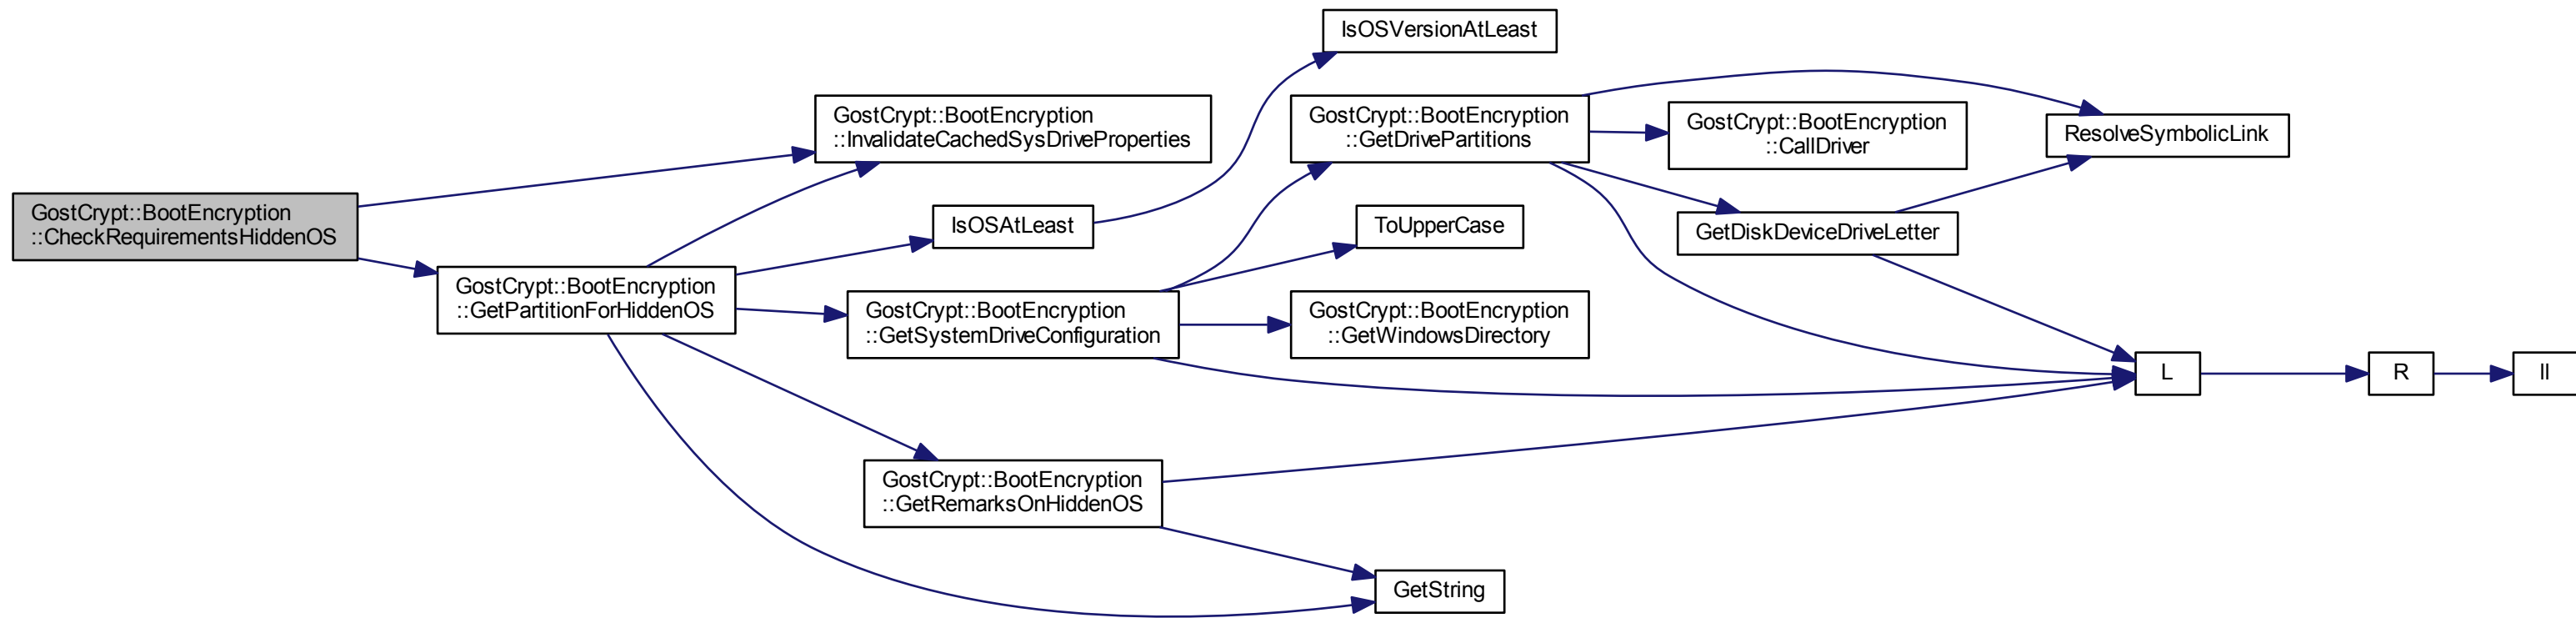 GostCrypt::BootEncryption
::CheckRequirementsHiddenOS
GostCrypt::BootEncryption
::GetPartitionForHiddenOS
GostCrypt::BootEncryption
::InvalidateCachedSysDriveProperties
IsOSAtLeast
GostCrypt::BootEncryption
::GetSystemDriveConfiguration
GostCrypt::BootEncryption
::GetRemarksOnHiddenOS
IsOSVersionAtLeast
GostCrypt::BootEncryption
::GetDrivePartitions
ToUpperCase
GostCrypt::BootEncryption
::GetWindowsDirectory
GetString
GostCrypt::BootEncryption
::CallDriver
GetDiskDeviceDriveLetter
ResolveSymbolicLink
L
R
ll